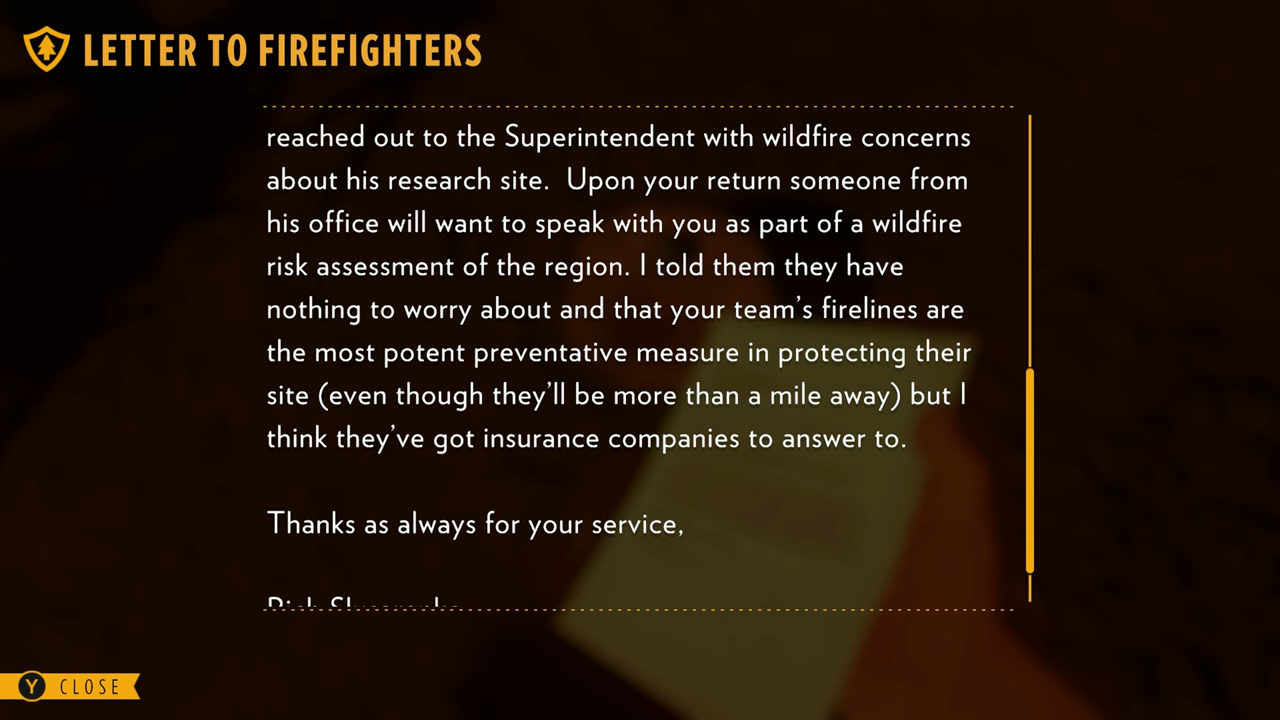 LETTER TO FIREFIGHTERS
reached out to the Superintendent with wildfire concerns
about his research site.  Upon your return someone from
his office will want to speak with you as part of a wildfire
risk assessment of the region. I told them they have
nothing to worry about and that your team's firelines are
the most potent preventative measure in protecting their
site (even though they'll be more than a mile away) but I
think they've got insurance companies to answer to.
Thanks as always for your service,
Y CLOSE